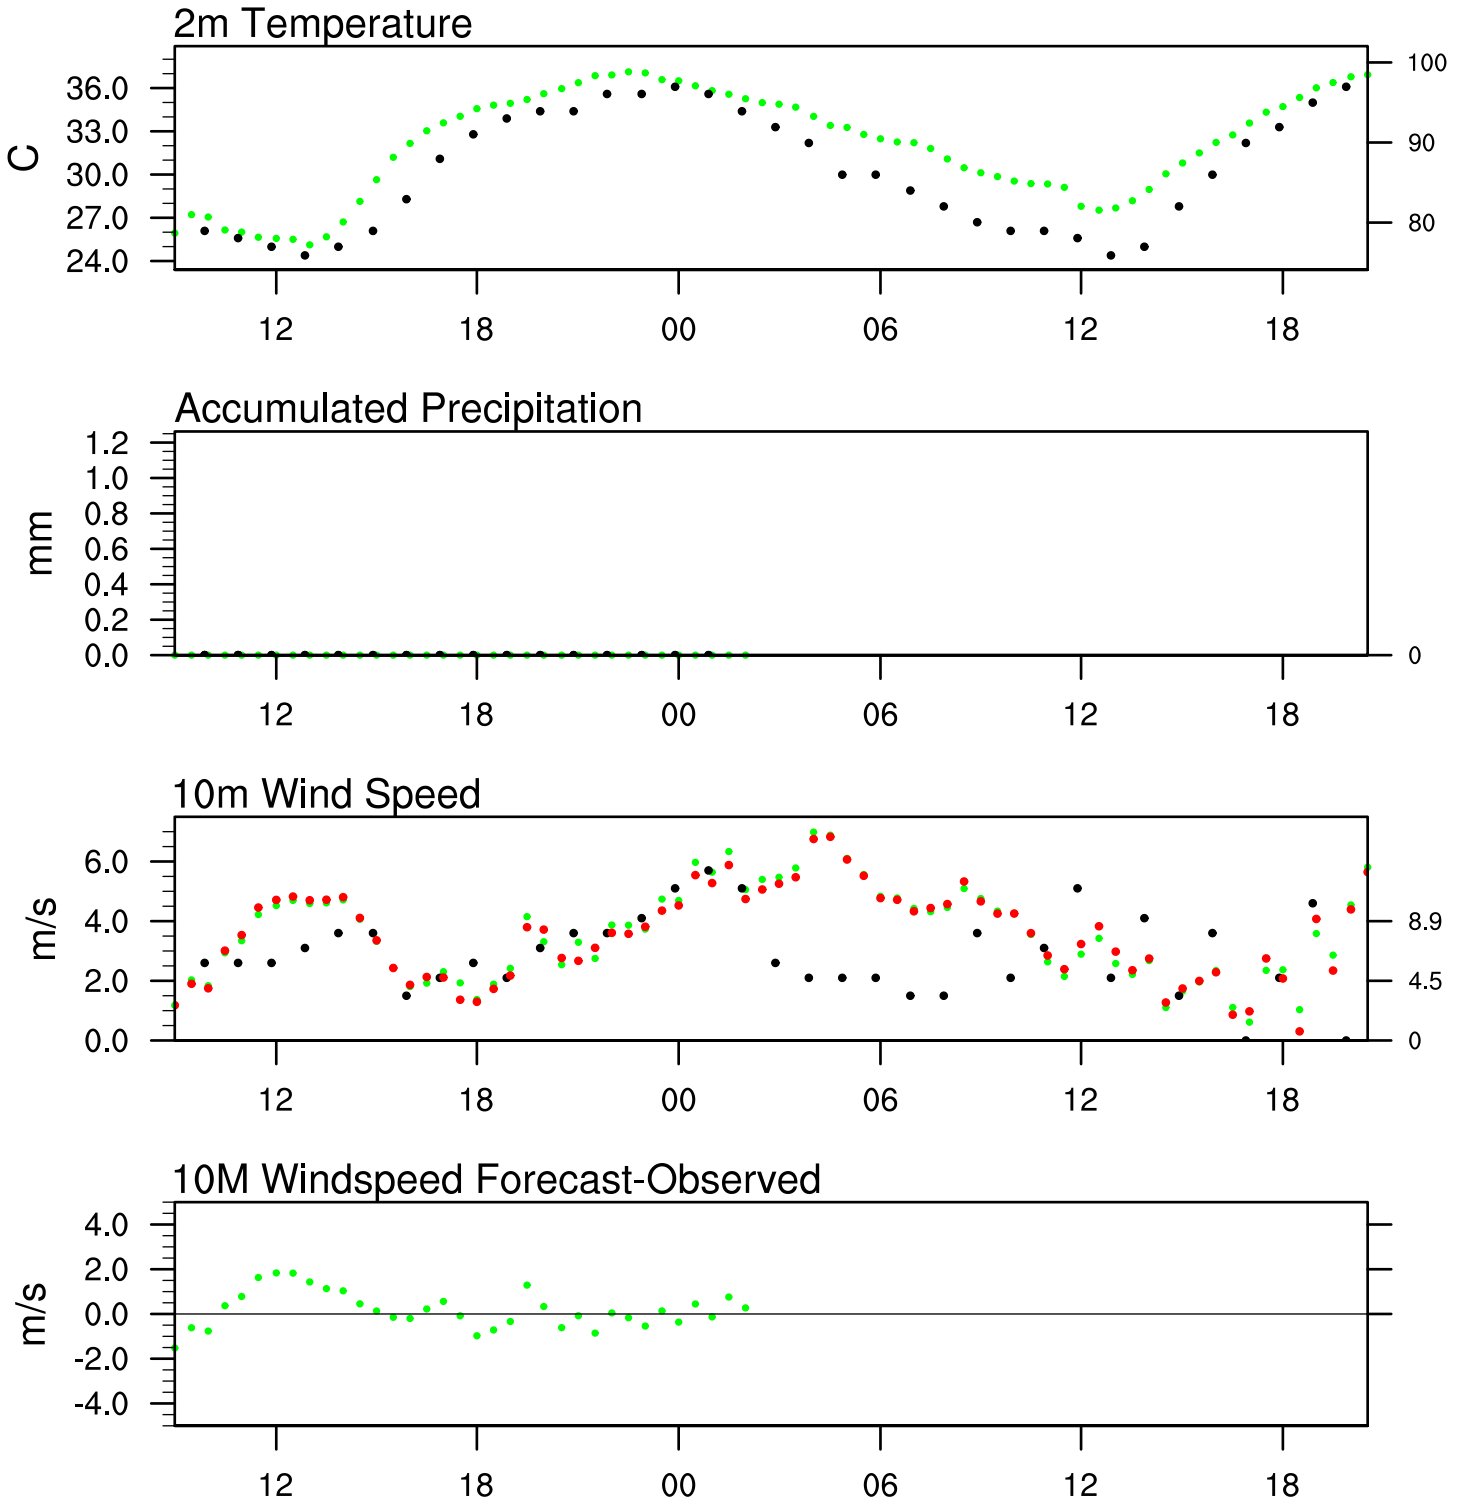 2m Temperature
C
36.0
33.0
30.0
27.0
24.0
100
90
80
12 18 00 06 12 18
Accumulated Precipitation
mm
1.2
1.0
0.8
0.6
0.4
0.2
0.0
0
12 18 00 06 12 18
10m Wind Speed
m/s
6.0
4.0
2.0
0.0
8.9
4.5
0
12 18 00 06 12 18
10M Windspeed Forecast-Observed
m/s
4.0
2.0
0.0
-2.0
-4.0
12 18 00 06 12 18